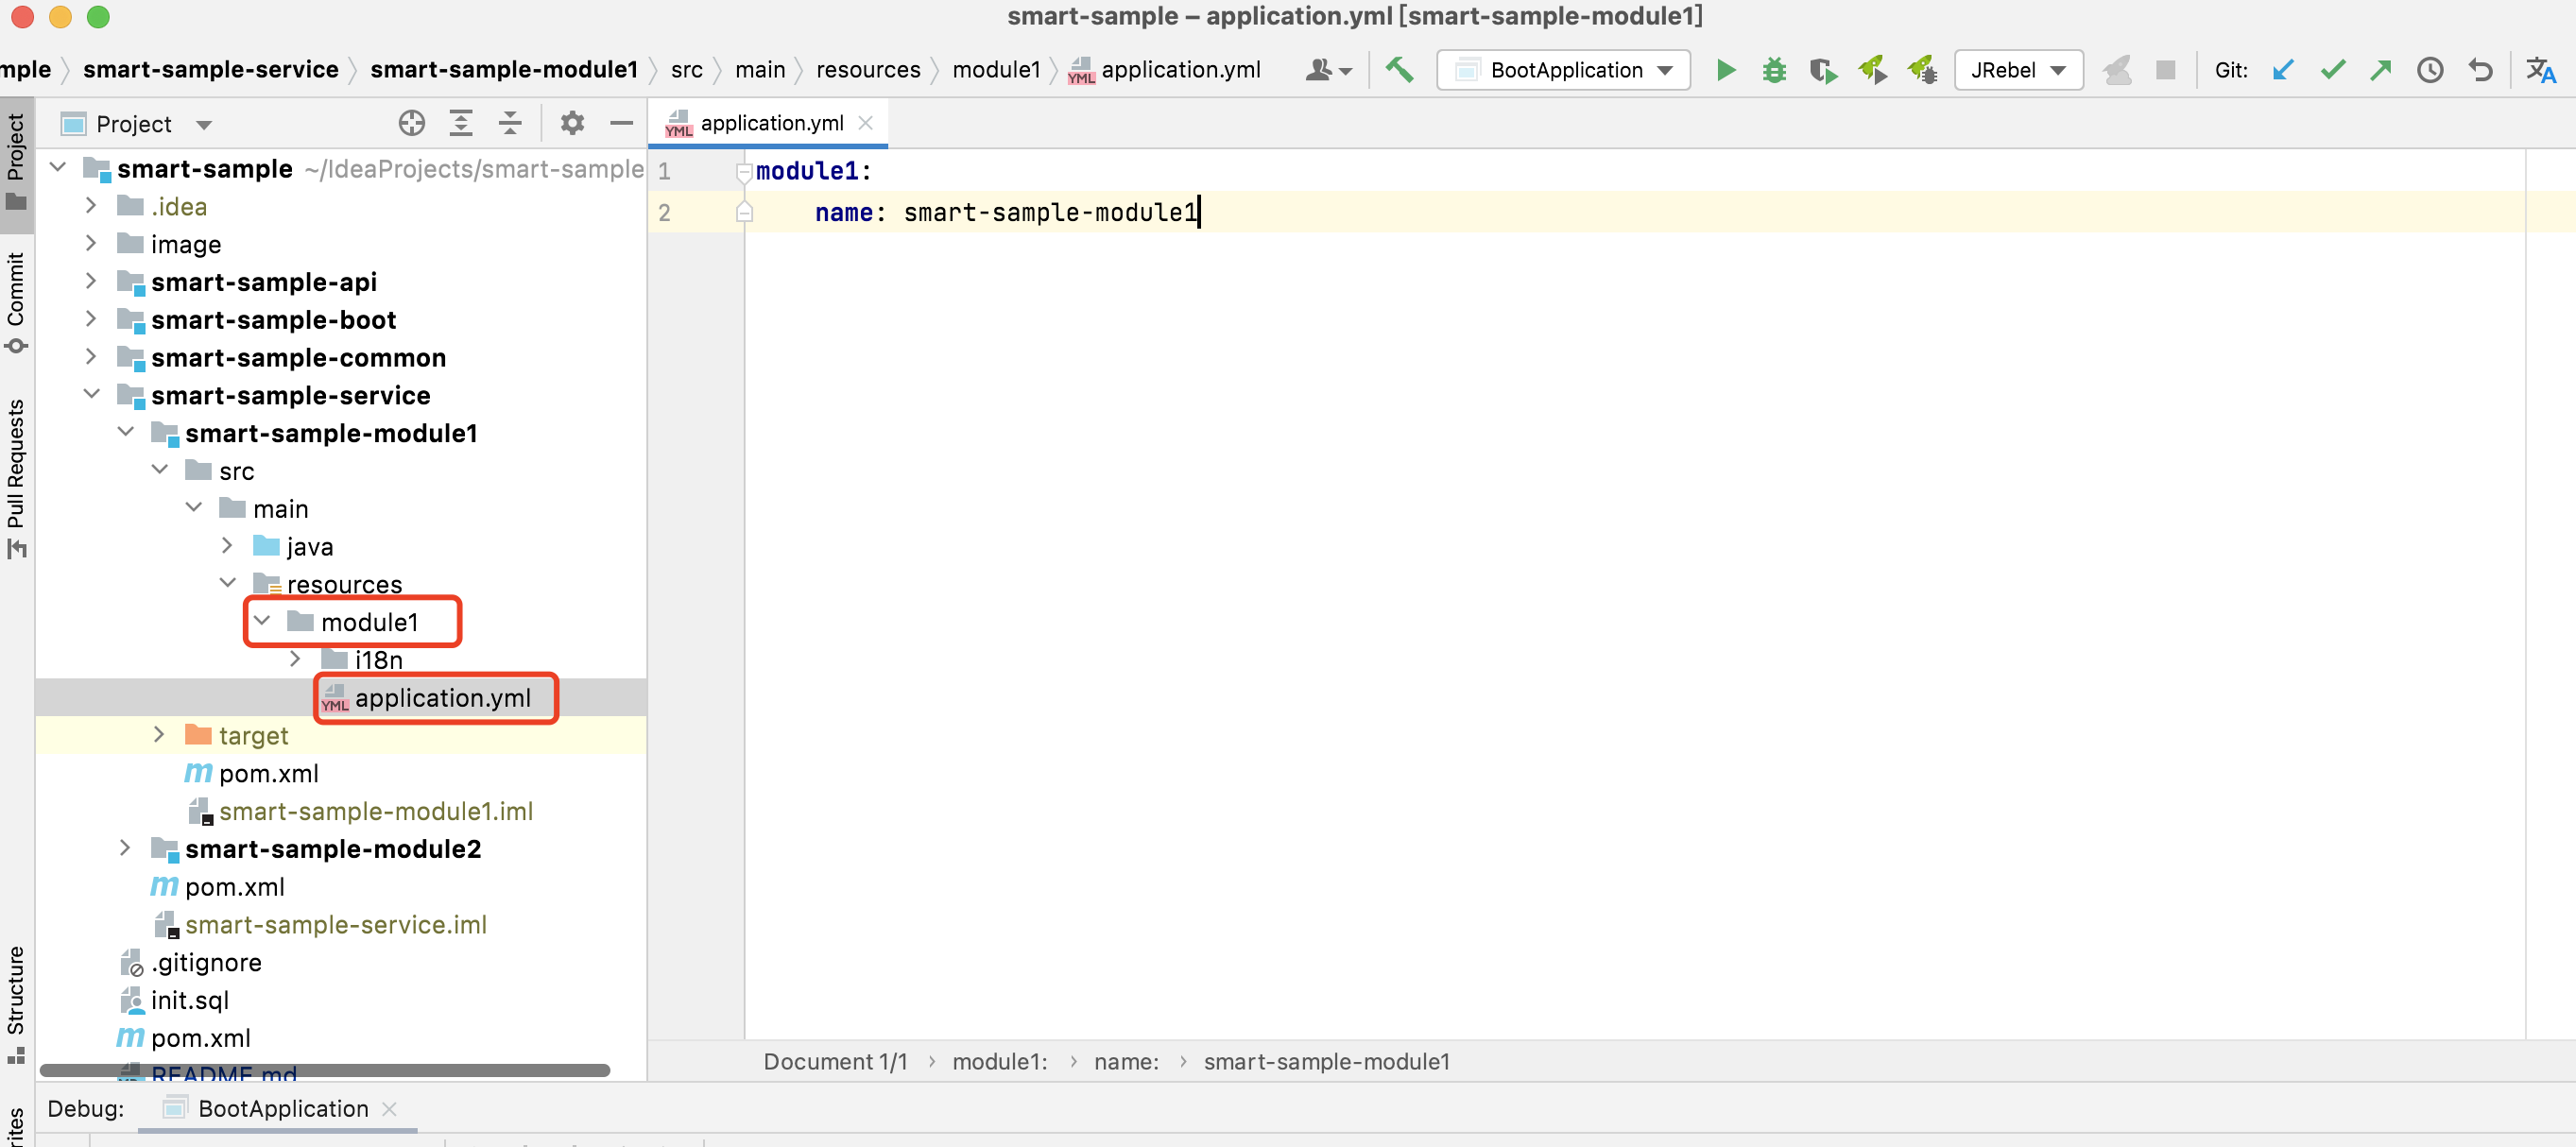 smart-sample – application.yml [smart-sample-module1]
mple smart-sample-service smart-sample-module1 src main resources module1 YML application.yml BootApplication JRebel Git:
Project
Commit
Pull Requests
Structure
rites
Project
smart-sample ~/IdeaProjects/smart-sample
.idea
image
smart-sample-api
smart-sample-boot
smart-sample-common
smart-sample-service
smart-sample-module1
src
main
java
resources
module1
i18n
YML application.yml
target
m pom.xml
smart-sample-module1.iml
smart-sample-module2
m pom.xml
smart-sample-service.iml
.gitignore
init.sql
m pom.xml
README.md
YML application.yml
1 module1:
2 name: smart-sample-module1
Document 1/1 › module1: › name: › smart-sample-module1
Debug: BootApplication